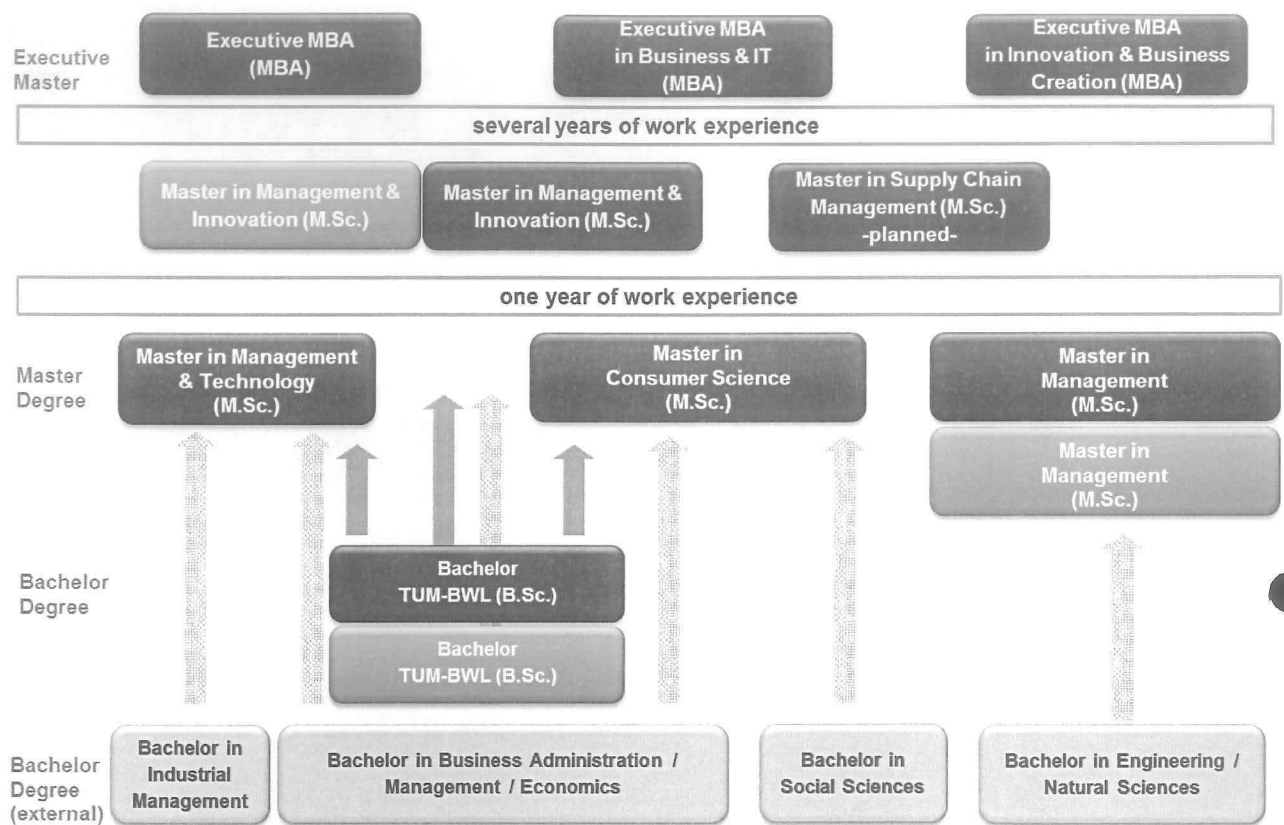 Executive
Master
Executive MBA
(MBA)
Executive MBA
in Business & IT
(MBA)
Executive MBA
in Innovation & Business
Creation (MBA)
several years of work experience
Master in Management &
Innovation (M.Sc.)
Master in Management &
Innovation (M.Sc.)
Master in Supply Chain
Management (M.Sc.)
-planned-
one year of work experience
Master
Degree
Master in Management
& Technology
(M.Sc.)
Master in
Consumer Science
(M.Sc.)
Master in
Management
(M.Sc.)
Master in
Management
(M.Sc.)
Bachelor
Degree
Bachelor
TUM-BWL (B.Sc.)
Bachelor
TUM-BWL (B.Sc.)
Bachelor
Degree
(external)
Bachelor in
Industrial
Management
Bachelor in Business Administration /
Management / Economics
Bachelor in
Social Sciences
Bachelor in Engineering /
Natural Sciences